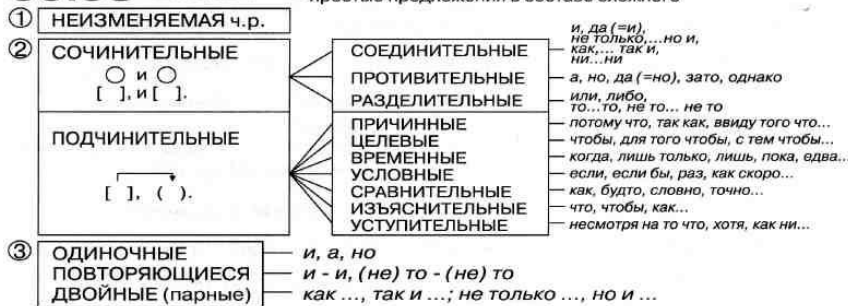 простые предложения в составе сложного
① НЕИЗМЕНЯЕМАЯ ч.р.
② СОЧИНИТЕЛЬНЫЕ
○ и ○
[ ], и [ ].
СОЕДИНИТЕЛЬНЫЕ
и, да (=и),
не только,...но и,
как,... так и,
ни...ни
ПРОТИВИТЕЛЬНЫЕ
а, но, да (=но), зато, однако
РАЗДЕЛИТЕЛЬНЫЕ
или, либо,
то...то, не то... не то
ПОДЧИНИТЕЛЬНЫЕ
[ ], ( ).
ПРИЧИННЫЕ
потому что, так как, ввиду того что...
ЦЕЛЕВЫЕ
чтобы, для того чтобы, с тем чтобы...
ВРЕМЕННЫЕ
когда, лишь только, лишь, пока, едва...
УСЛОВНЫЕ
если, если бы, раз, как скоро...
СРАВНИТЕЛЬНЫЕ
как, будто, словно, точно...
ИЗЪЯСНИТЕЛЬНЫЕ
что, чтобы, как...
УСТУПИТЕЛЬНЫЕ
несмотря на то что, хотя, как ни...
③ ОДИНОЧНЫЕ
и, а, но
ПОВТОРЯЮЩИЕСЯ
и - и, (не) то - (не) то
ДВОЙНЫЕ (парные)
как ..., так и ...; не только ..., но и ...